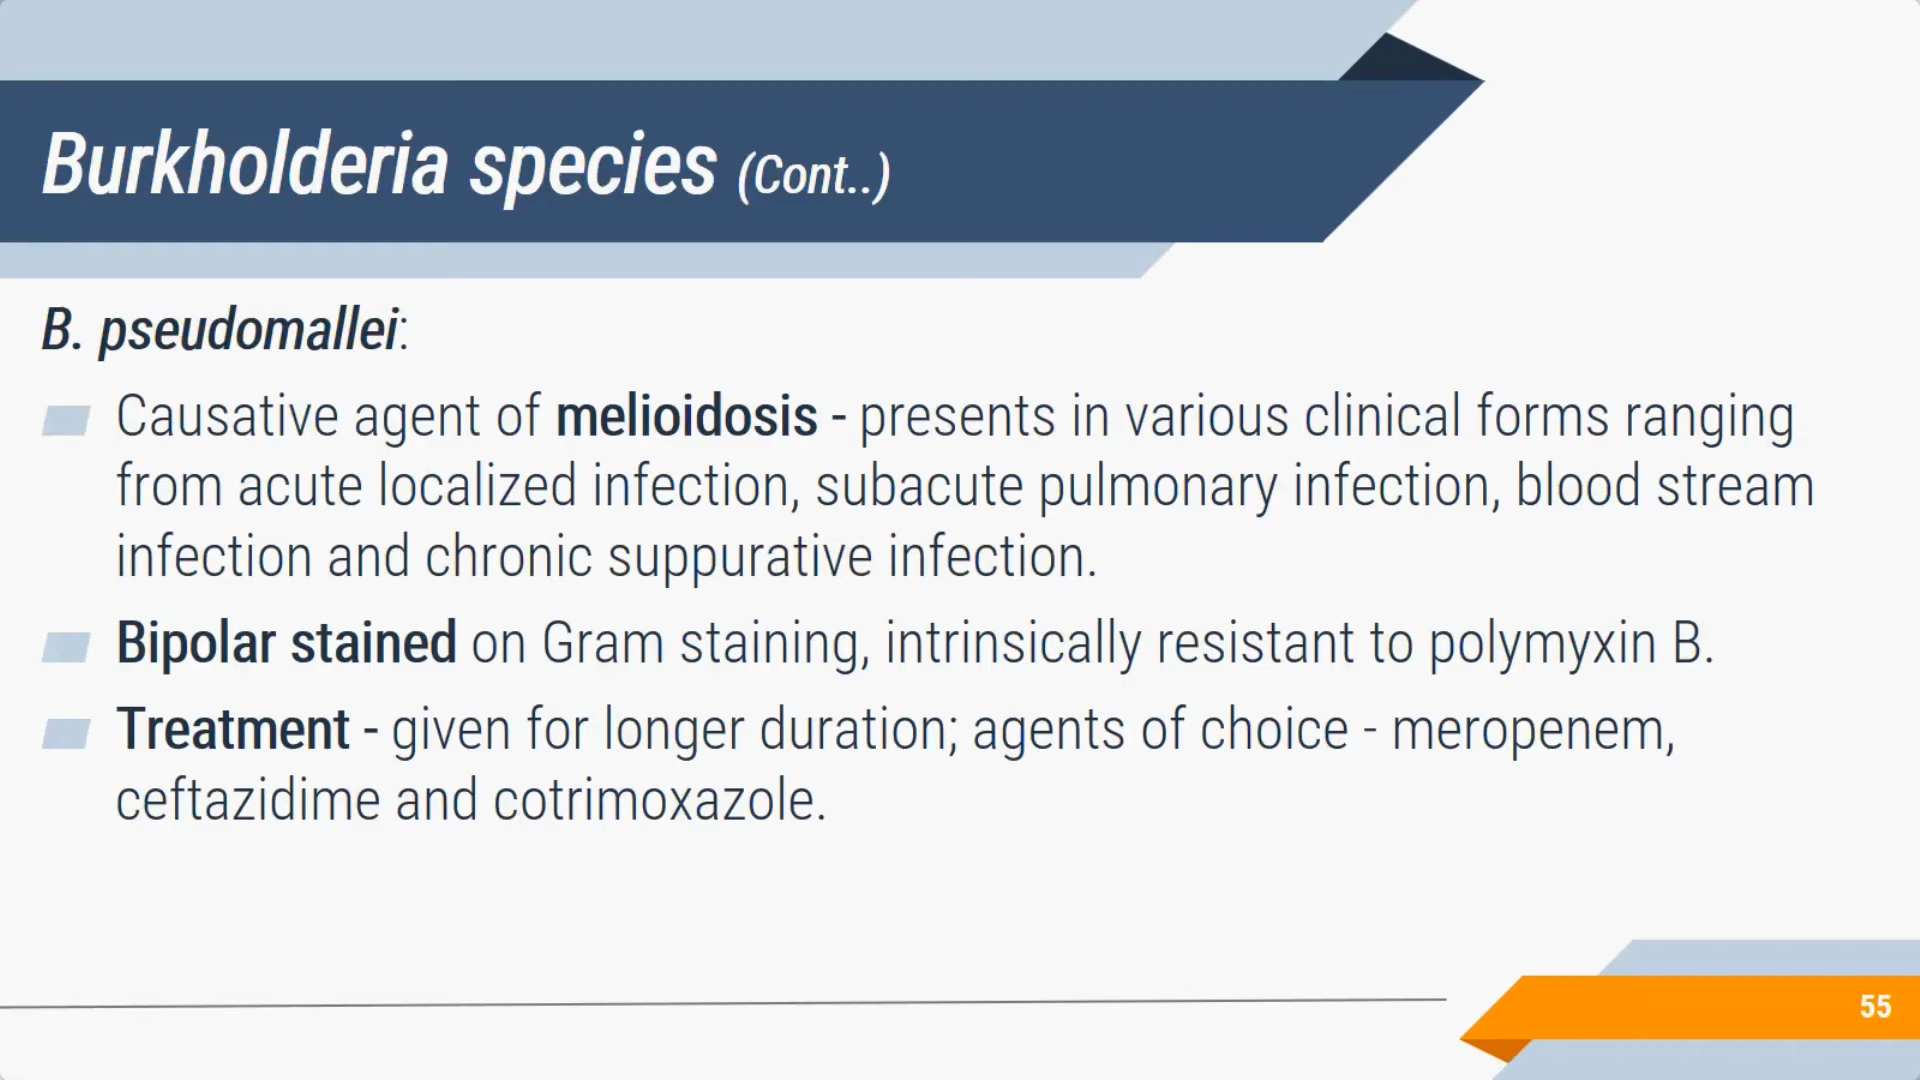 Burkholderia species (Cont..)
B. pseudomallei:
Causative agent of melioidosis - presents in various clinical forms ranging
from acute localized infection, subacute pulmonary infection, blood stream
infection and chronic suppurative infection.
Bipolar stained on Gram staining, intrinsically resistant to polymyxin B.
Treatment - given for longer duration; agents of choice - meropenem,
ceftazidime and cotrimoxazole.
55